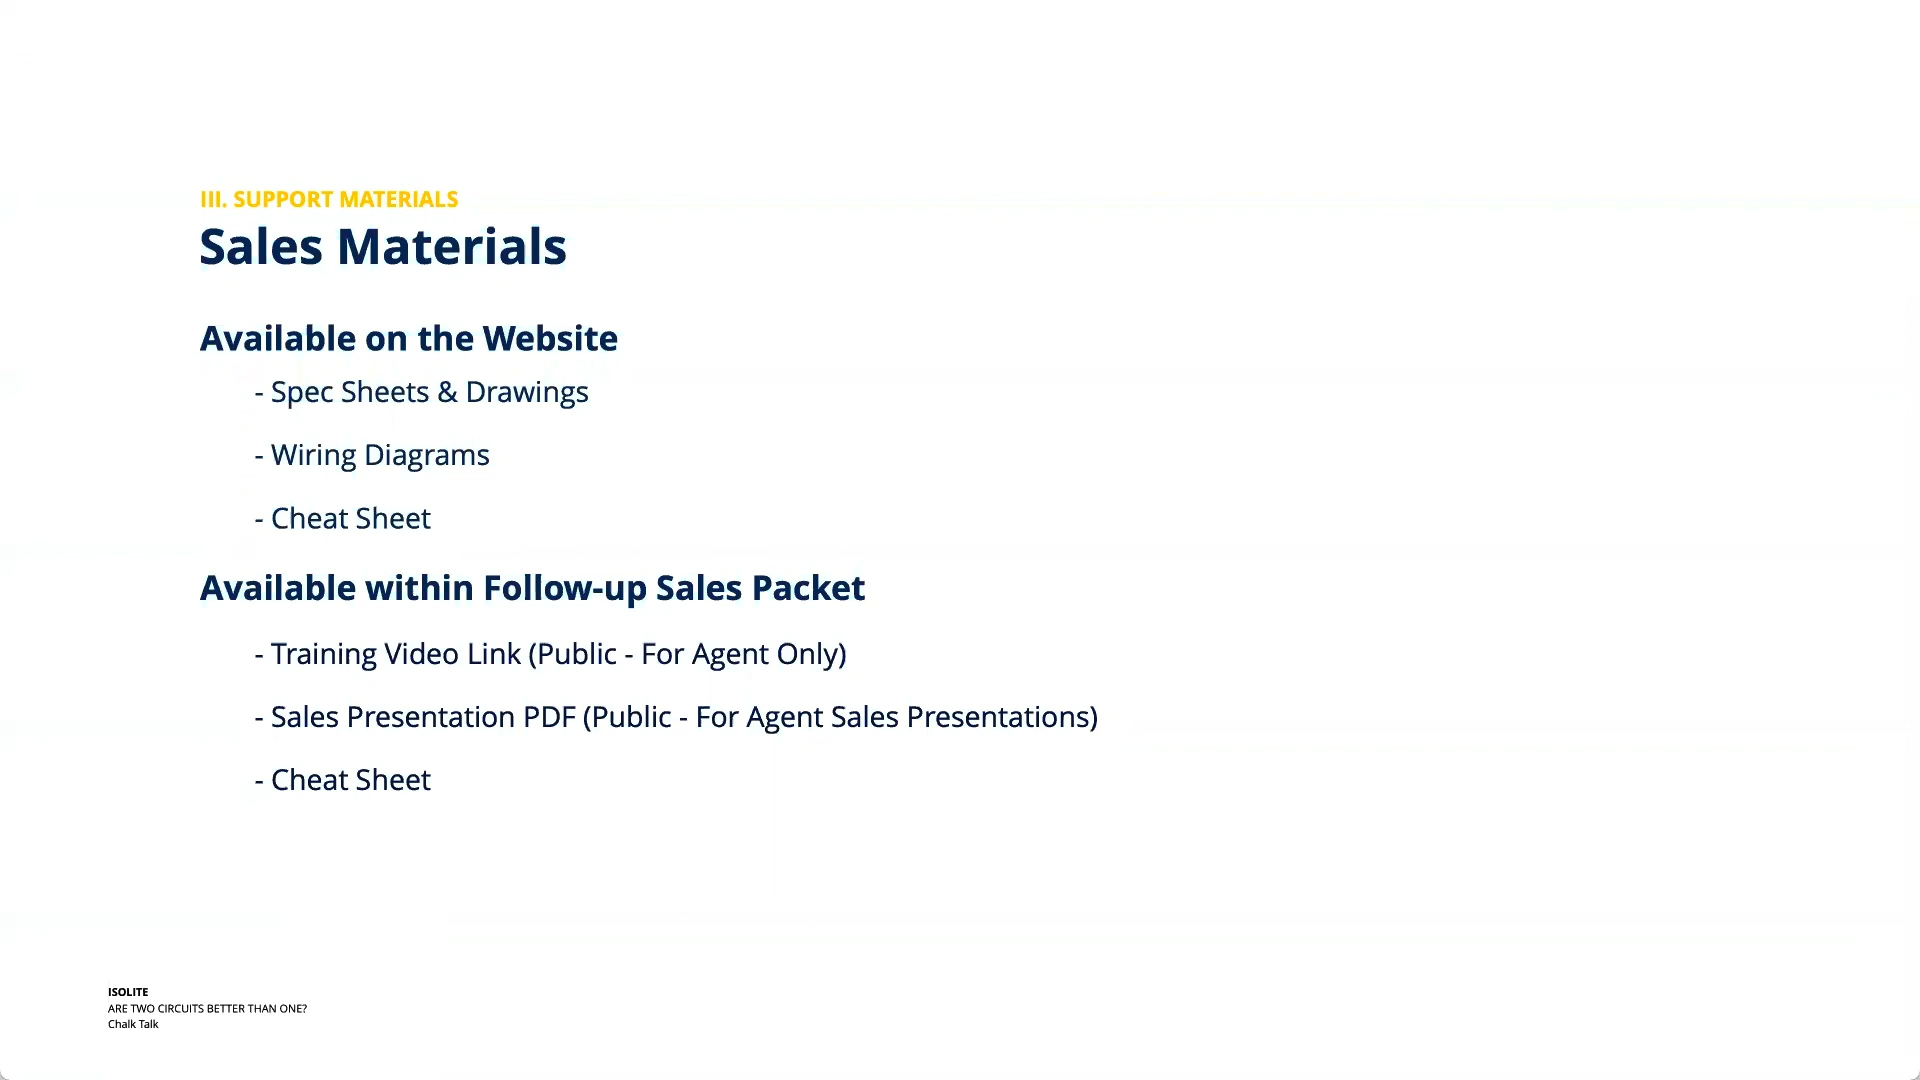 III. SUPPORT MATERIALS
Sales Materials
Available on the Website
- Spec Sheets & Drawings
- Wiring Diagrams
- Cheat Sheet
Available within Follow-up Sales Packet
- Training Video Link (Public - For Agent Only)
- Sales Presentation PDF (Public - For Agent Sales Presentations)
- Cheat Sheet
ISOLITE
ARE TWO CIRCUITS BETTER THAN ONE?
Chalk Talk